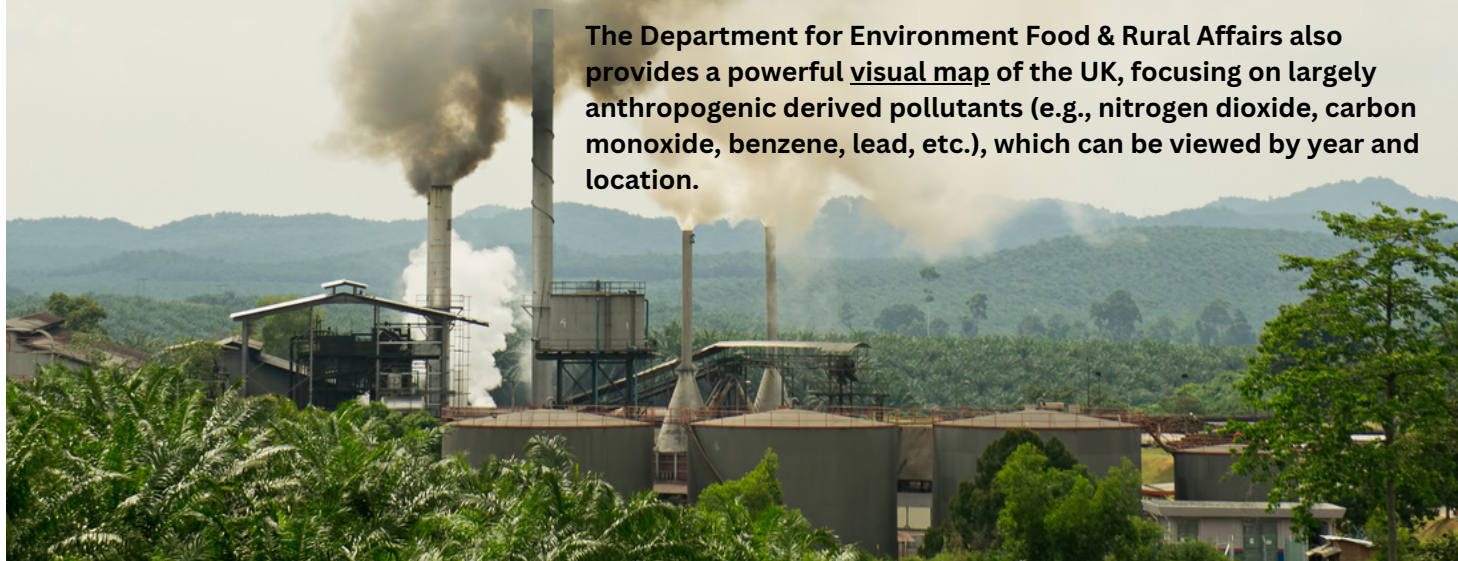 The Department for Environment Food & Rural Affairs also
provides a powerful visual map of the UK, focusing on largely
anthropogenic derived pollutants (e.g., nitrogen dioxide, carbon
monoxide, benzene, lead, etc.), which can be viewed by year and
location.